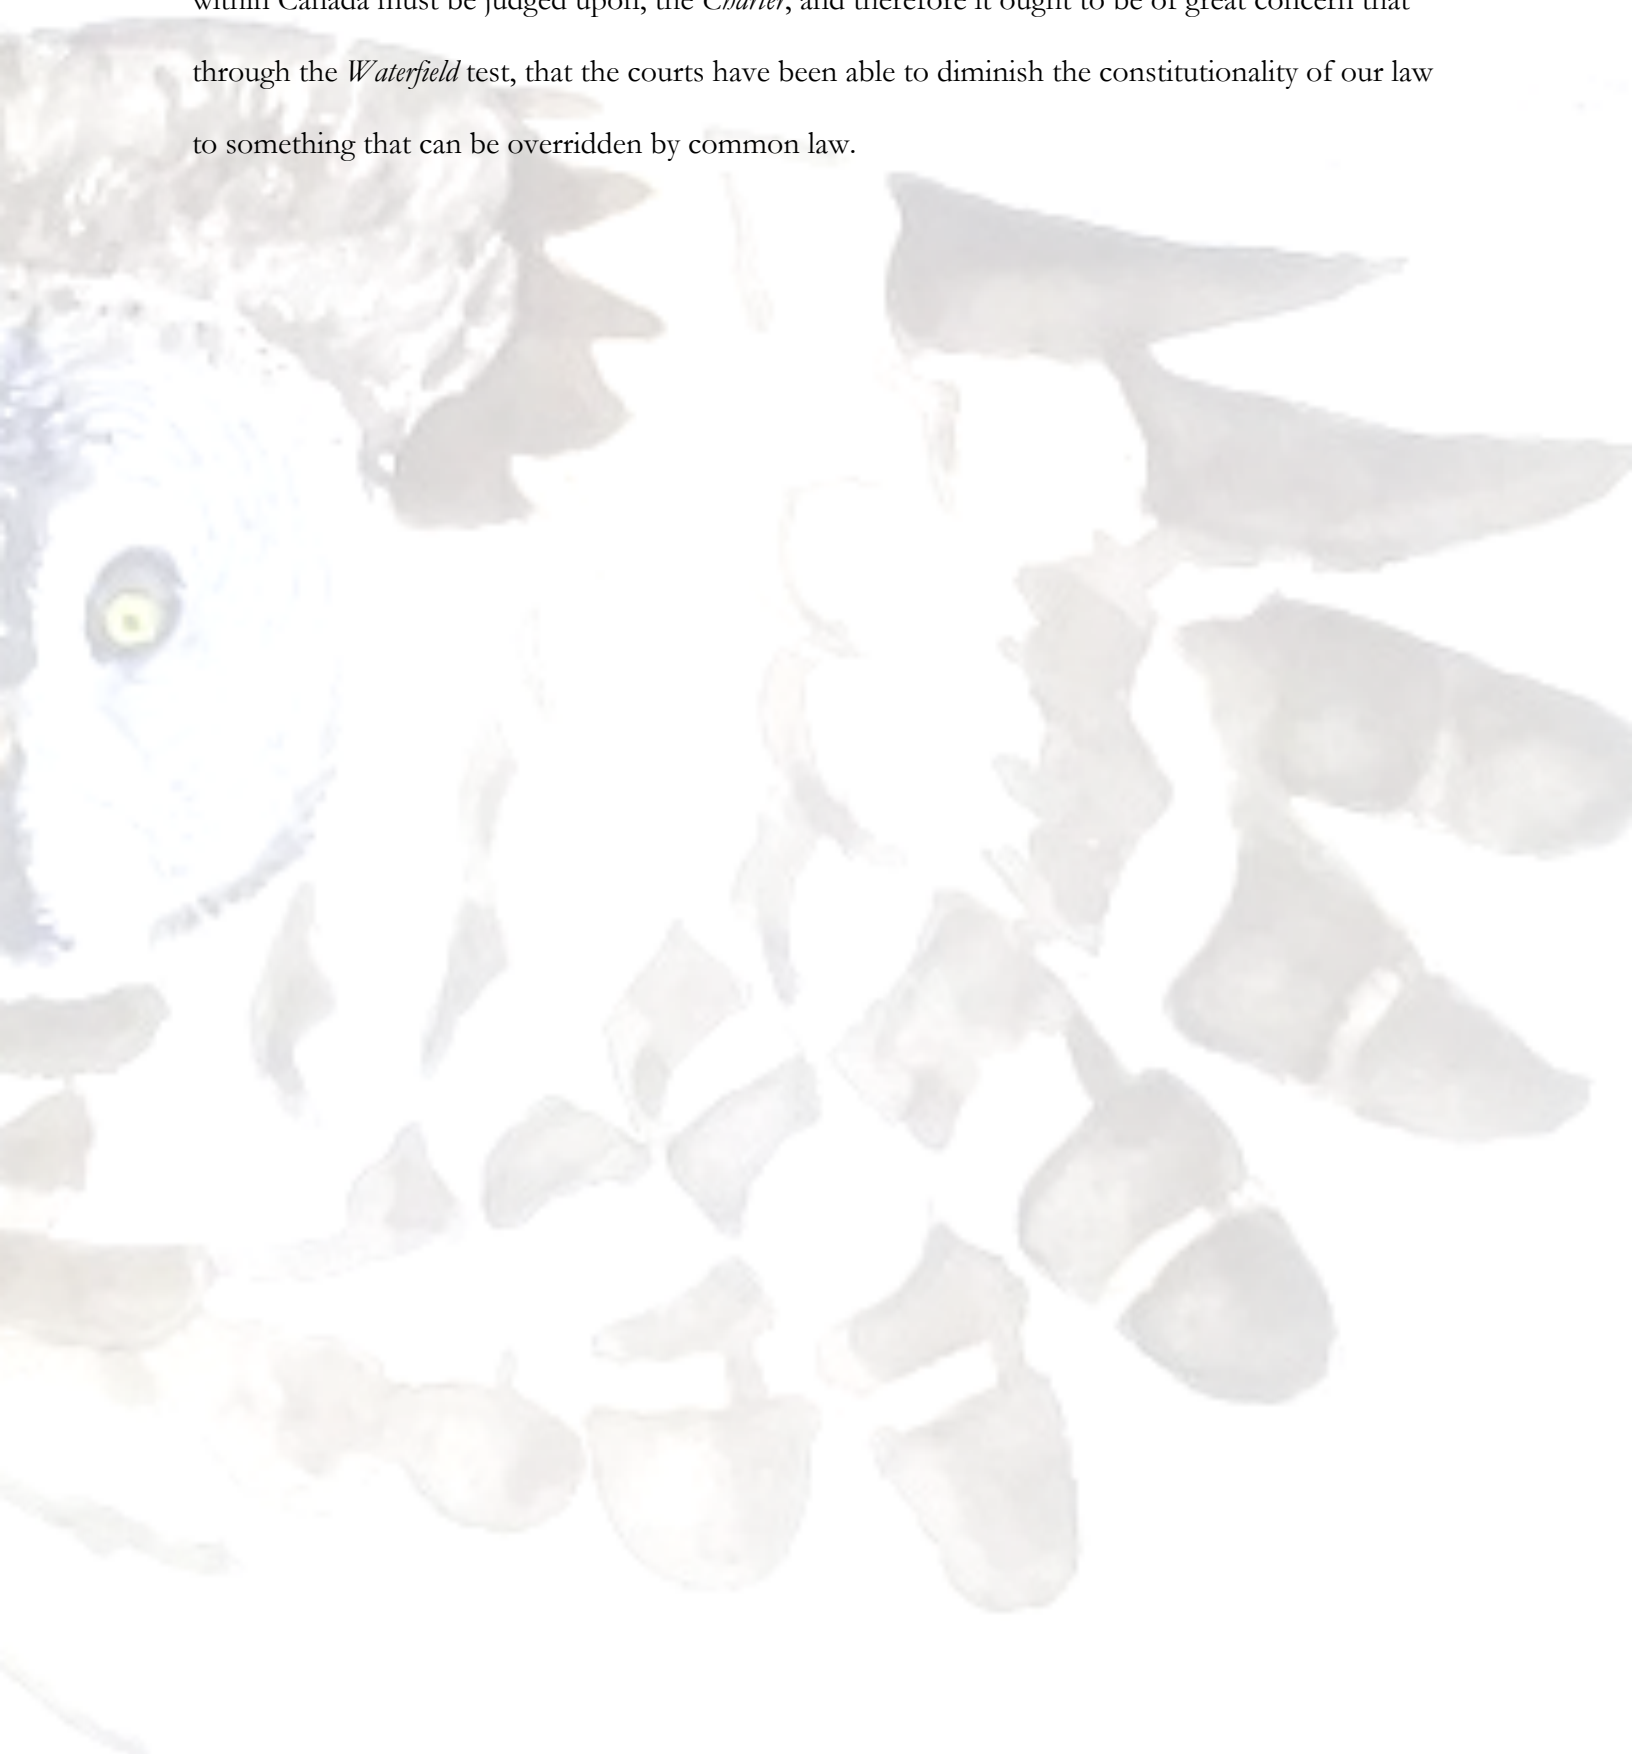 within Canada must be judged upon, the Charter, and therefore it ought to be of great concern that
through the Waterfield test, that the courts have been able to diminish the constitutionality of our law
to something that can be overridden by common law.